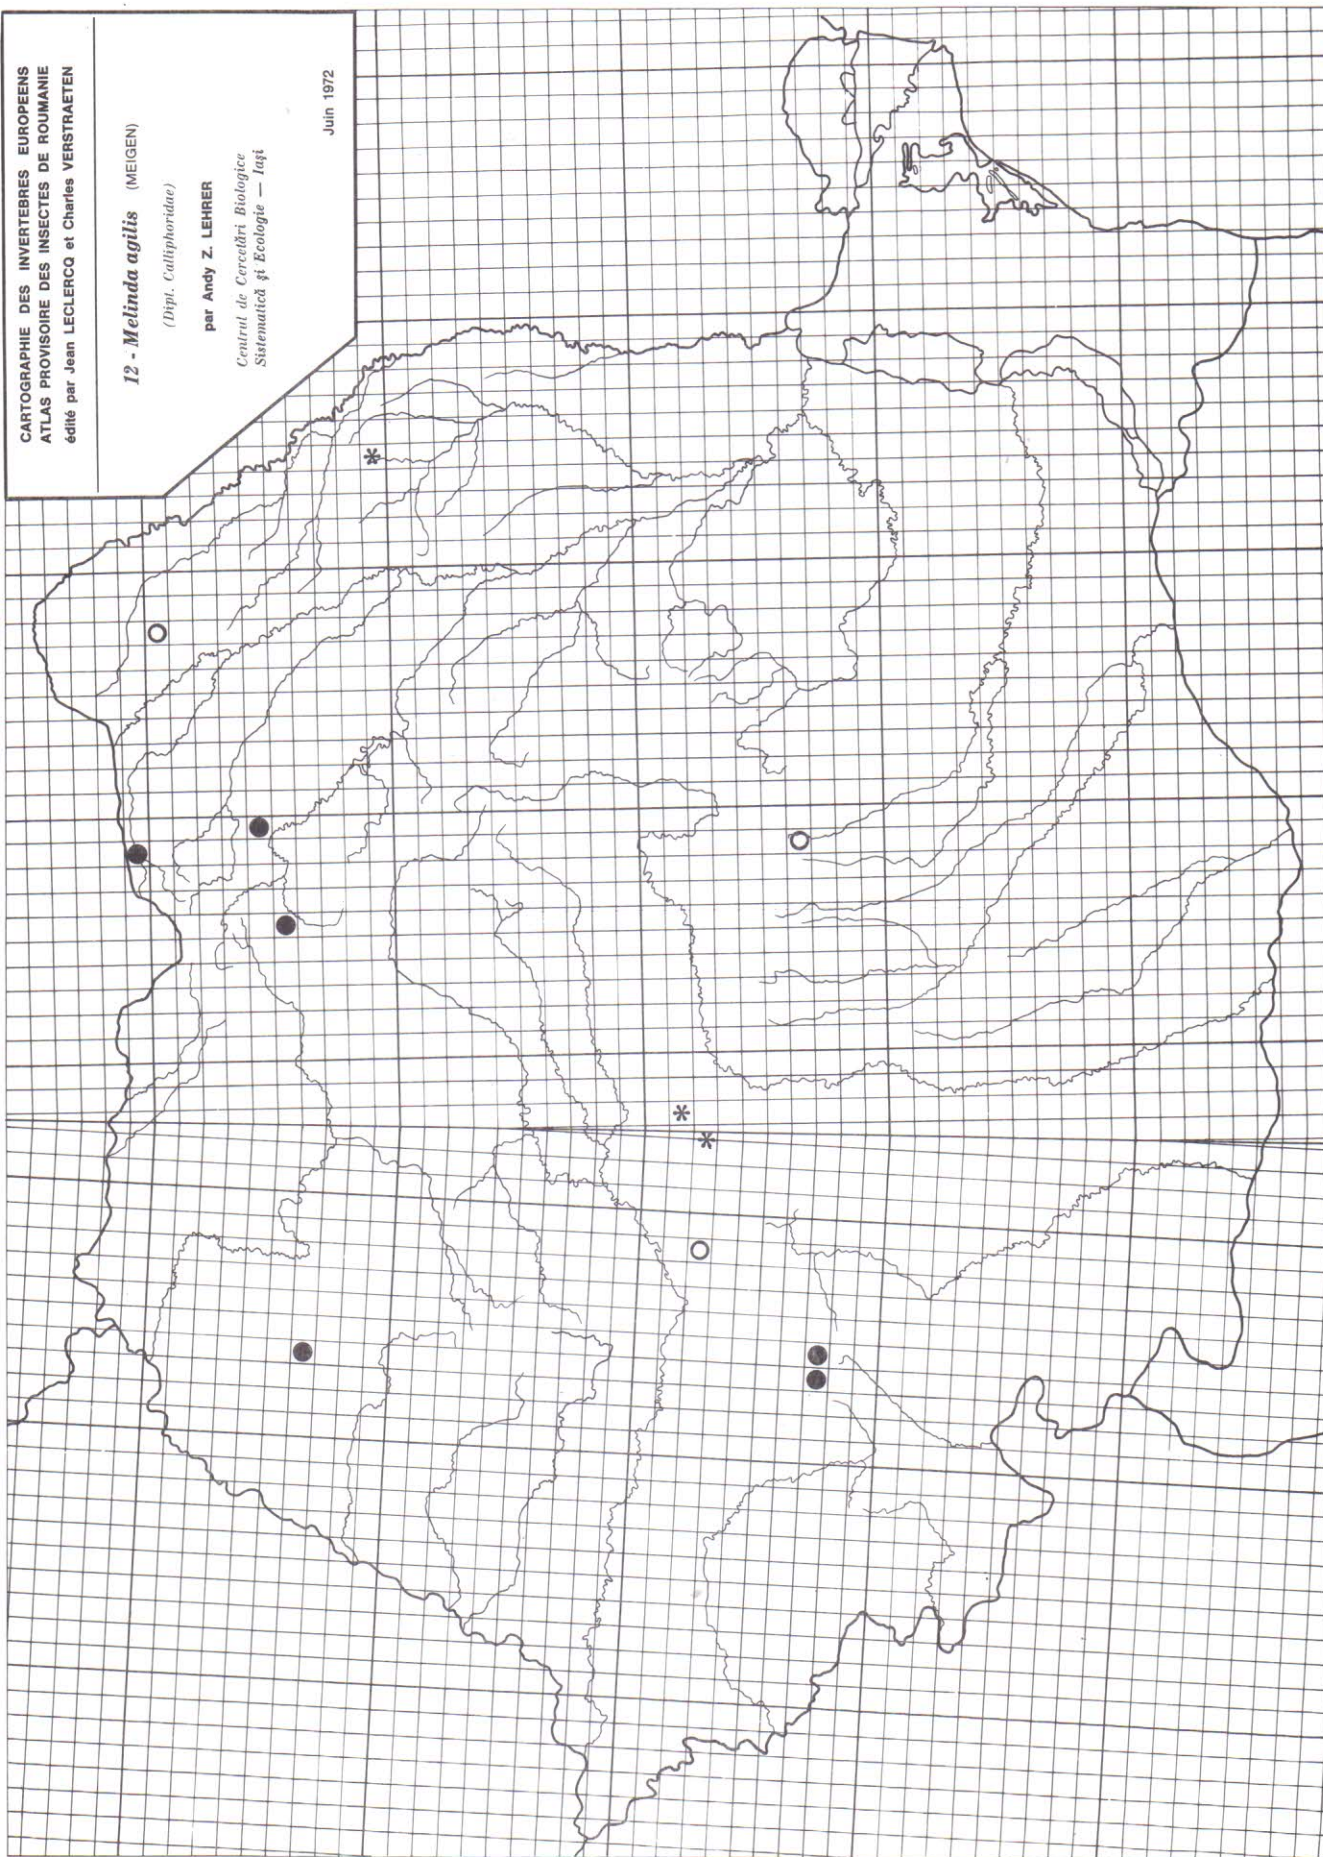 CARTOGRAPHIE DES INVERTEBRES EUROPEENS
ATLAS PROVISOIRE DES INSECTES DE ROUMANIE
édité par Jean LECLERCQ et Charles VERSTRAETEN
12 - Melinda agilis (MEIGEN)
(Dipt. Calliphoridae)
par Andy Z. LEHRER
Centrul de Cercetări Biologice
Sistematică şi Ecologie — Iaşi
Juin 1972